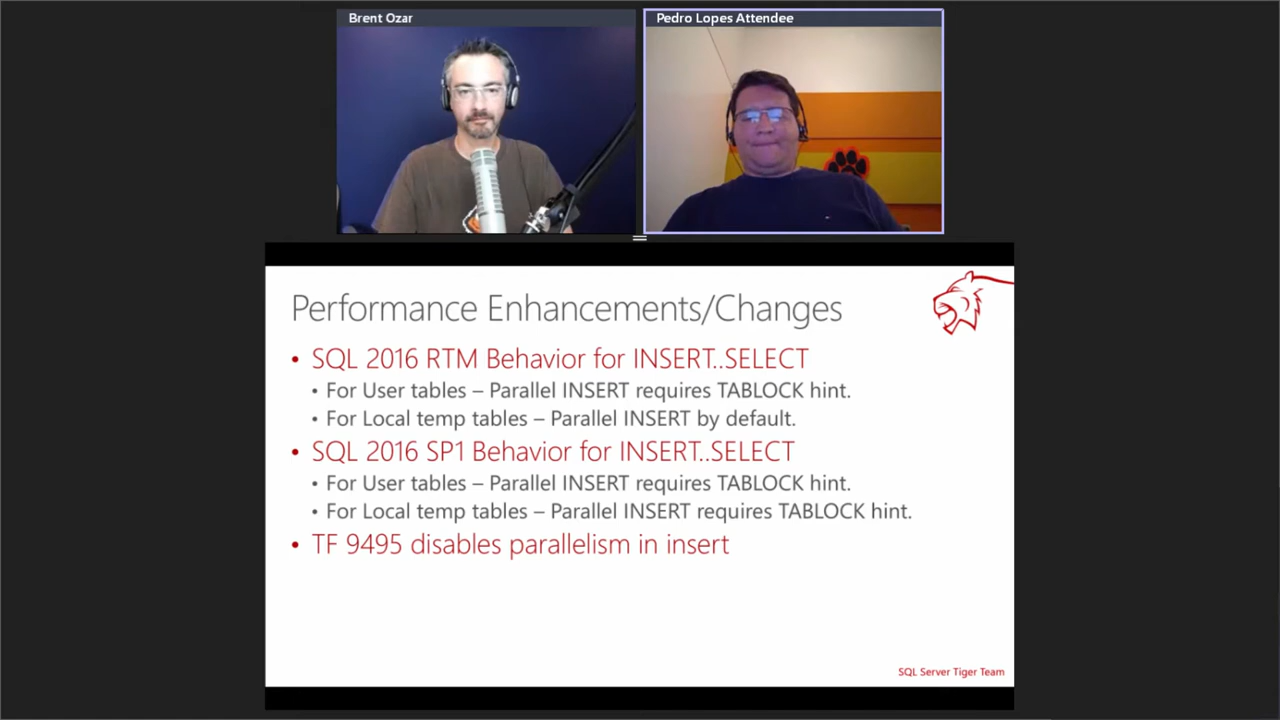 Brent Ozar
Pedro Lopes Attendee
Performance Enhancements/Changes
• SQL 2016 RTM Behavior for INSERT..SELECT
• For User tables – Parallel INSERT requires TABLOCK hint.
• For Local temp tables – Parallel INSERT by default.
• SQL 2016 SP1 Behavior for INSERT..SELECT
• For User tables – Parallel INSERT requires TABLOCK hint.
• For Local temp tables – Parallel INSERT requires TABLOCK hint.
• TF 9495 disables parallelism in insert
SQL Server Tiger Team